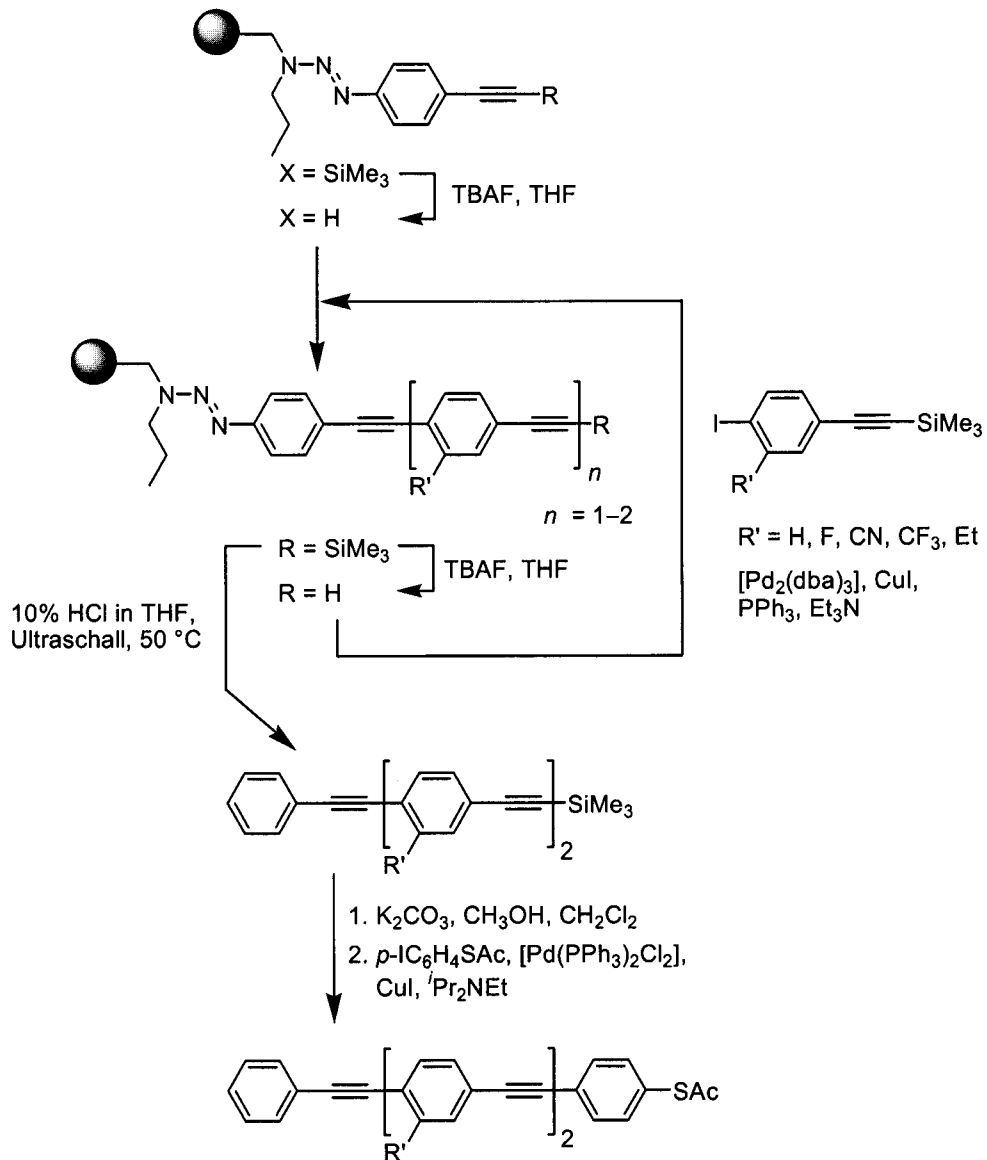 N
N
N
R
X = SiMe3
TBAF, THF
X = H
N
N
N
R
R'
n
n = 1–2
I
SiMe3
R'
R' = H, F, CN, CF3, Et
[Pd2(dba)3], CuI,
PPh3, Et3N
R = SiMe3
TBAF, THF
R = H
10% HCl in THF,
Ultraschall, 50 °C
SiMe3
2
R'
1. K2CO3, CH3OH, CH2Cl2
2. p-IC6H4SAc, [Pd(PPh3)2Cl2],
CuI, iPr2NEt
SAc
2
R'